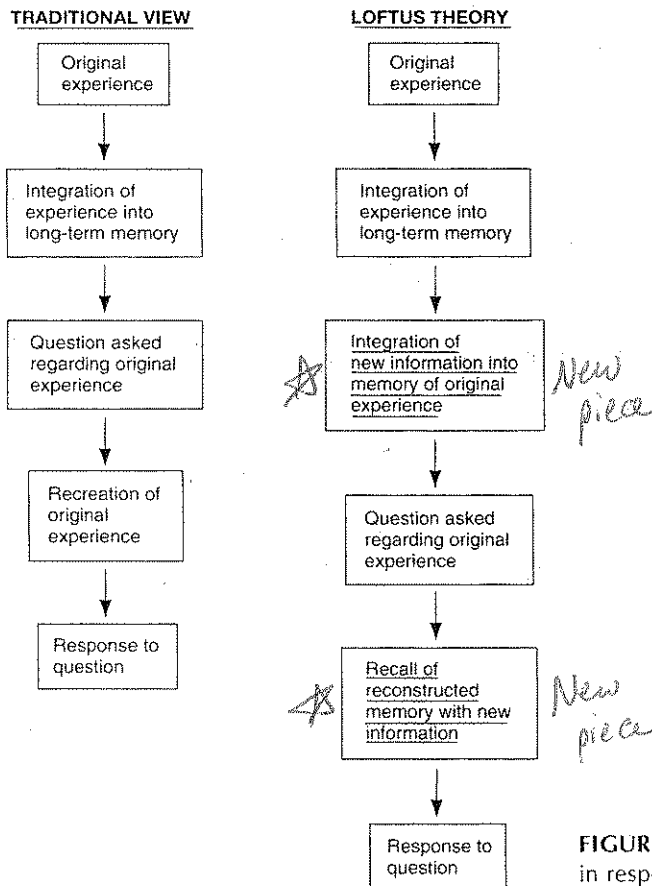 TRADITIONAL VIEW
Original
experience
Integration of
experience into
long-term memory
Question asked
regarding original
experience
Recreation of
original
experience
Response to
question
LOFTUS THEORY
Original
experience
Integration of
experience into
long-term memory
Integration of
new information into
memory of original
experience
New
piece
Question asked
regarding original
experience
Recall of
reconstructed
memory with new
information
New
piece
Response to
question
FIGUR
in resp